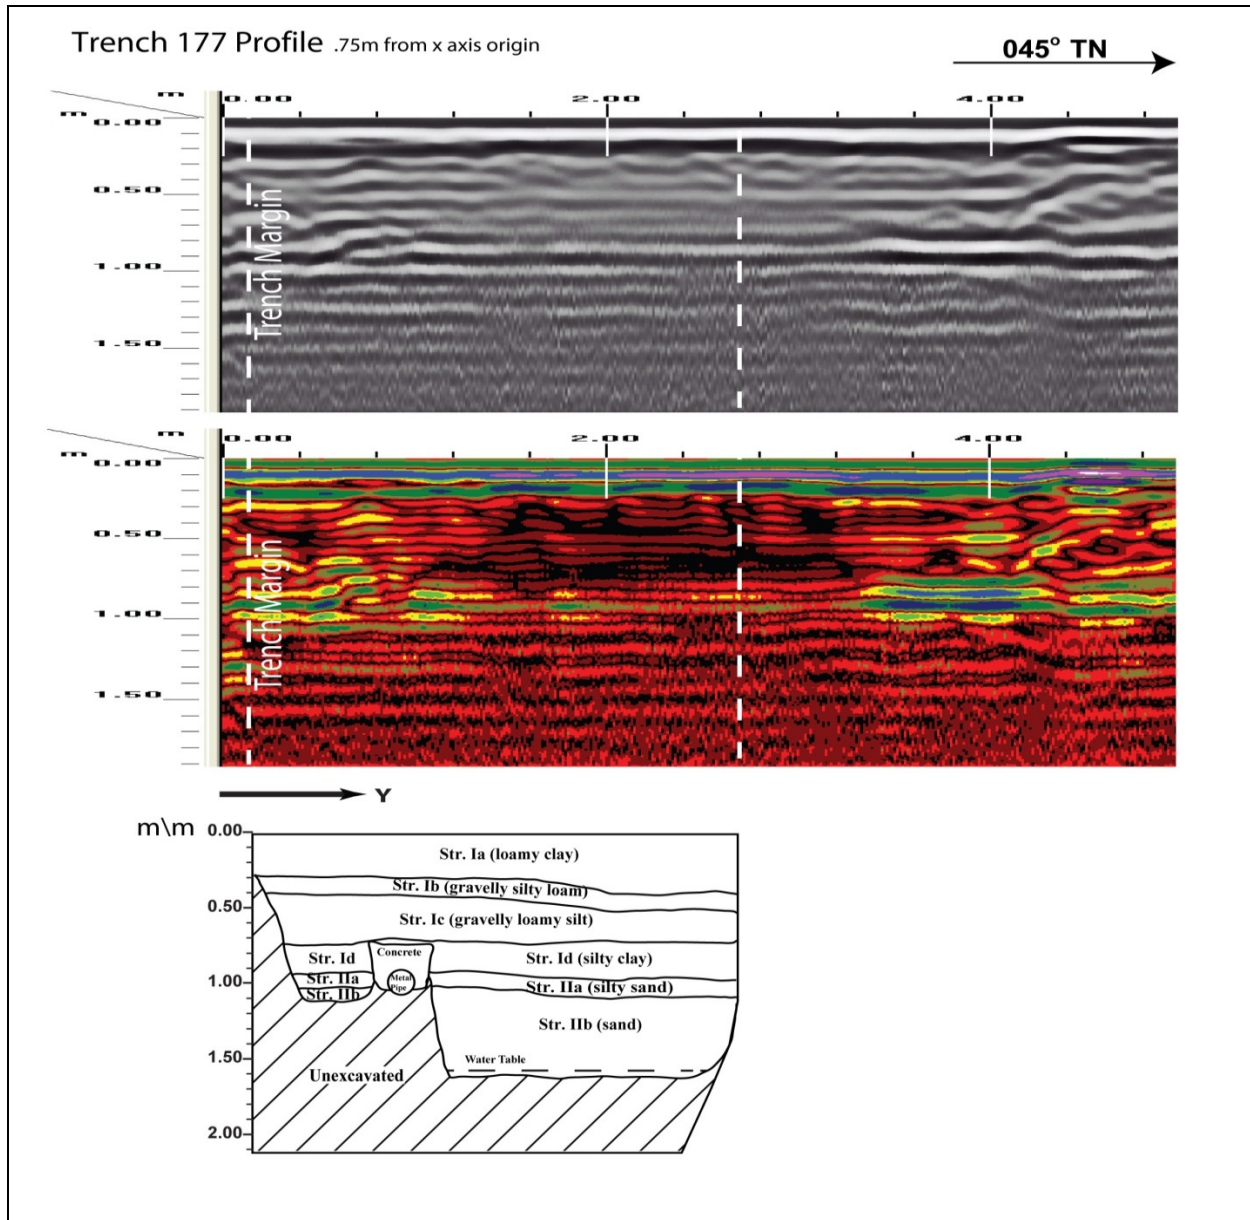 Trench 177 Profile .75m from x axis origin
045° TN
m 0.00 2.00 4.00
m 0.00
0.50
1.00
1.50
Trench Margin
m 0.00 2.00 4.00
m 0.00
0.50
1.00
1.50
Trench Margin
Y
m\m 0.00
0.50
1.00
1.50
2.00
Str. Ia (loamy clay)
Str. Ib (gravelly silty loam)
Str. Ic (gravelly loamy silt)
Concrete
Str. Id
Str. Id (silty clay)
Str. IIa
Metal
Pipe
Str. IIa (silty sand)
Str. IIb
Str. IIb (sand)
Water Table
Unexcavated